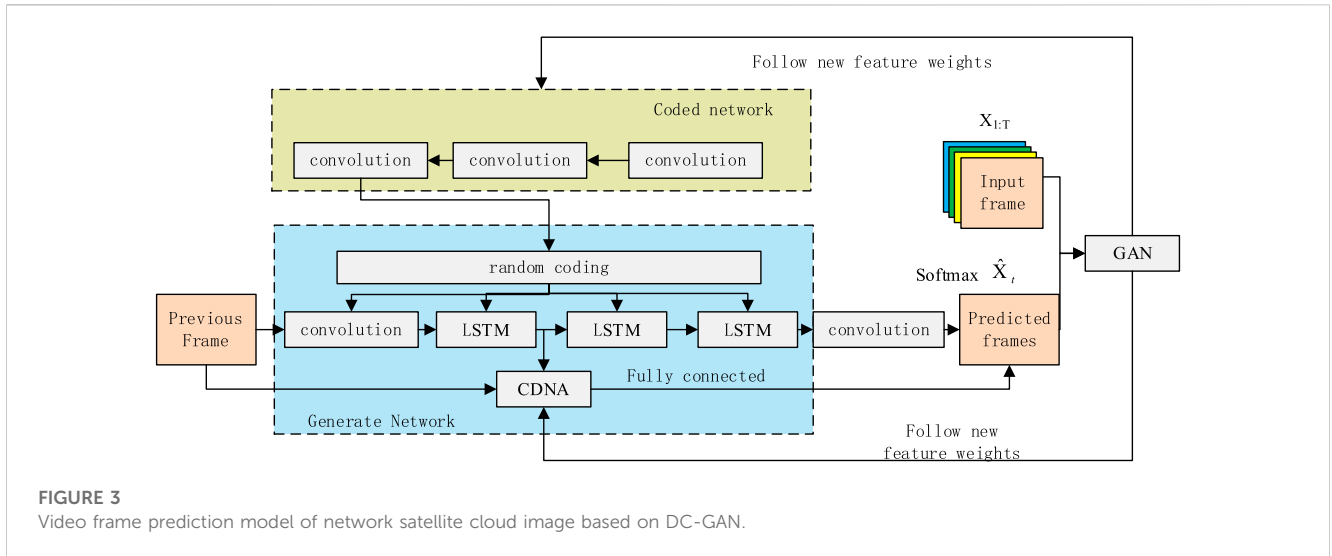 Follow new feature weights
Coded network
convolution
convolution
convolution
X1:T
Input
frame
GAN
random coding
Softmax X̂t
Previous
Frame
convolution
LSTM
LSTM
LSTM
convolution
Predicted
frames
CDNA
Fully connected
Generate Network
Follow new
feature weights
FIGURE 3
Video frame prediction model of network satellite cloud image based on DC-GAN.